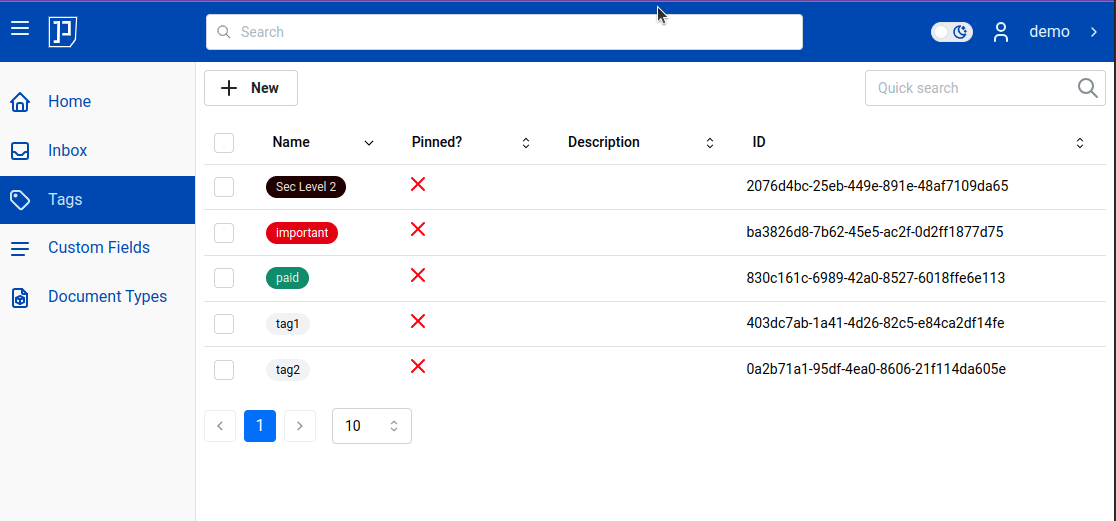 Search
demo
Home
Inbox
Tags
Custom Fields
Document Types
New
Quick search
Name Pinned? Description ID
Sec Level 2 2076d4bc-25eb-449e-891e-48af7109da65
important ba3826d8-7b62-45e5-ac2f-0d2ff1877d75
paid 830c161c-6989-42a0-8527-6018ffe6e113
tag1 403dc7ab-1a41-4d26-82c5-e84ca2df14fe
tag2 0a2b71a1-95df-4ea0-8606-21f114da605e
1 10